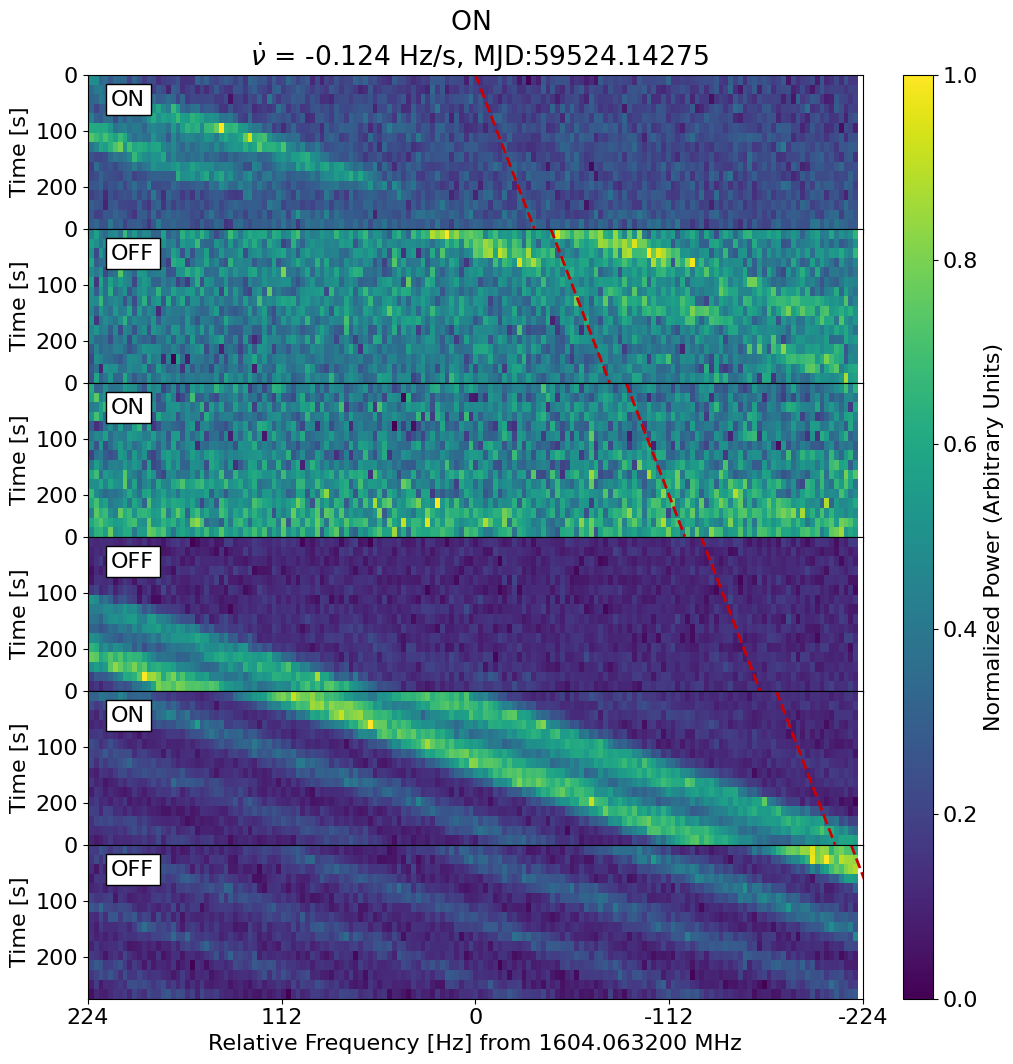 ON
ν̇ = -0.124 Hz/s, MJD:59524.14275
0
ON
Time [s]
100
200
0
OFF
Time [s]
100
200
0
ON
Time [s]
100
200
0
OFF
Time [s]
100
200
0
ON
Time [s]
100
200
0
OFF
Time [s]
100
200
224 112 0 -112 -224
Relative Frequency [Hz] from 1604.063200 MHz
1.0
0.8
0.6
0.4
0.2
0.0
Normalized Power (Arbitrary Units)